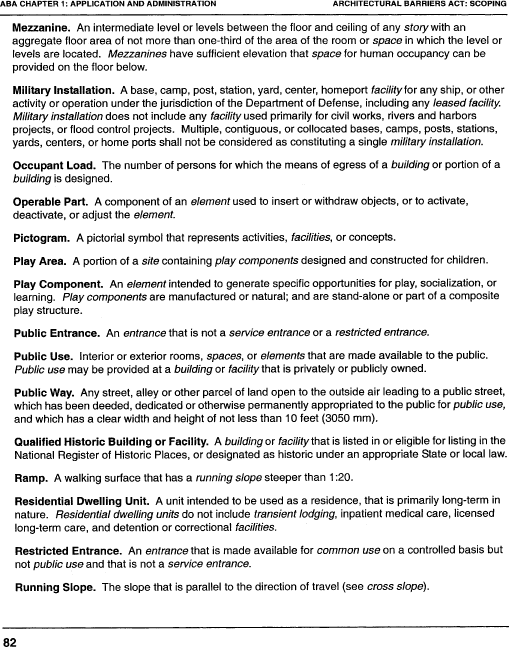 ABA CHAPTER 1: APPLICATION AND ADMINISTRATION ARCHITECTURAL BARRIERS ACT: SCOPING
Mezzanine. An intermediate level or levels between the floor and ceiling of any story with an
aggregate floor area of not more than one-third of the area of the room or space in which the level or
levels are located. Mezzanines have sufficient elevation that space for human occupancy can be
provided on the floor below.
Military Installation. A base, camp, post, station, yard, center, homeport facility for any ship, or other
activity or operation under the jurisdiction of the Department of Defense, including any leased facility.
Military installation does not include any facility used primarily for civil works, rivers and harbors
projects, or flood control projects. Multiple, contiguous, or collocated bases, camps, posts, stations,
yards, centers, or home ports shall not be considered as constituting a single military installation.
Occupant Load. The number of persons for which the means of egress of a building or portion of a
building is designed.
Operable Part. A component of an element used to insert or withdraw objects, or to activate,
deactivate, or adjust the element.
Pictogram. A pictorial symbol that represents activities, facilities, or concepts.
Play Area. A portion of a site containing play components designed and constructed for children.
Play Component. An element intended to generate specific opportunities for play, socialization, or
learning. Play components are manufactured or natural; and are stand-alone or part of a composite
play structure.
Public Entrance. An entrance that is not a service entrance or a restricted entrance.
Public Use. Interior or exterior rooms, spaces, or elements that are made available to the public.
Public use may be provided at a building or facility that is privately or publicly owned.
Public Way. Any street, alley or other parcel of land open to the outside air leading to a public street,
which has been deeded, dedicated or otherwise permanently appropriated to the public for public use,
and which has a clear width and height of not less than 10 feet (3050 mm).
Qualified Historic Building or Facility. A building or facility that is listed in or eligible for listing in the
National Register of Historic Places, or designated as historic under an appropriate State or local law.
Ramp. A walking surface that has a running slope steeper than 1:20.
Residential Dwelling Unit. A unit intended to be used as a residence, that is primarily long-term in
nature. Residential dwelling units do not include transient lodging, inpatient medical care, licensed
long-term care, and detention or correctional facilities.
Restricted Entrance. An entrance that is made available for common use on a controlled basis but
not public use and that is not a service entrance.
Running Slope. The slope that is parallel to the direction of travel (see cross slope).
82